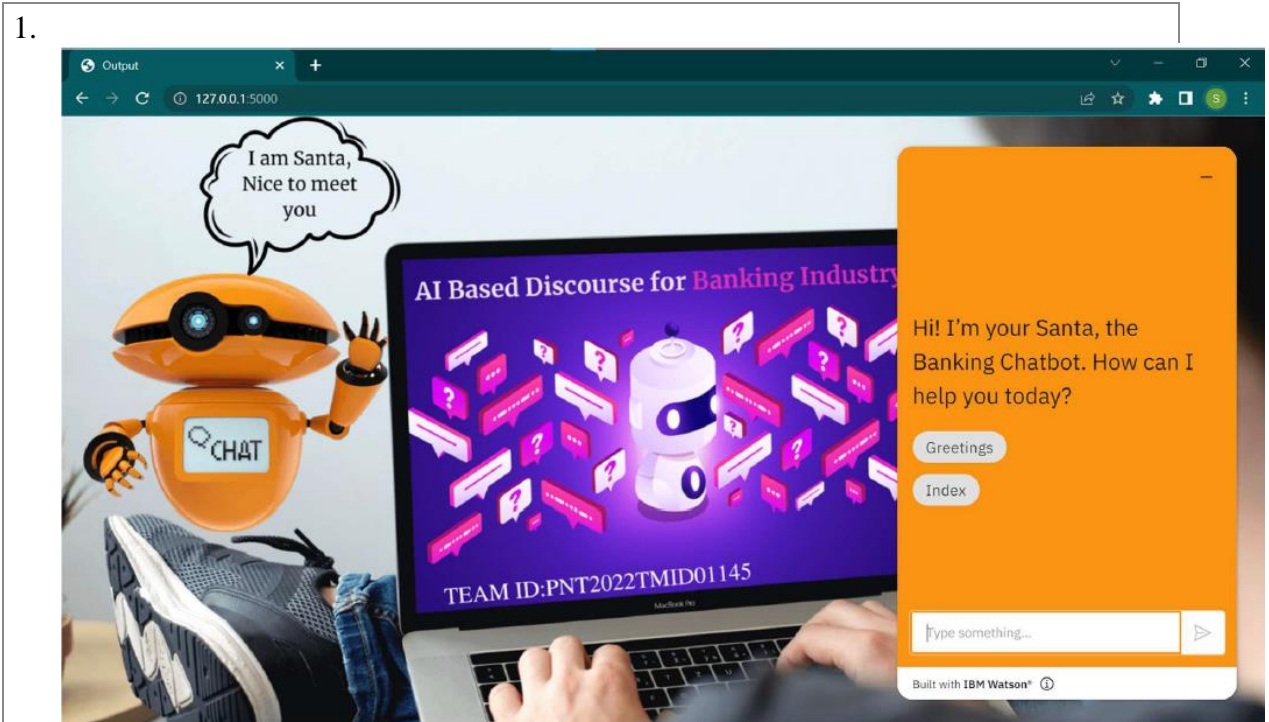 1.
Output
127.0.0.1:5000
S
I am Santa,
Nice to meet
you
CHAT
AI Based Discourse for Banking Industry
TEAM ID:PNT2022TMID01145
MacBook Pro
Hi! I'm your Santa, the
Banking Chatbot. How can I
help you today?
Greetings
Index
Type something...
Built with IBM Watson®